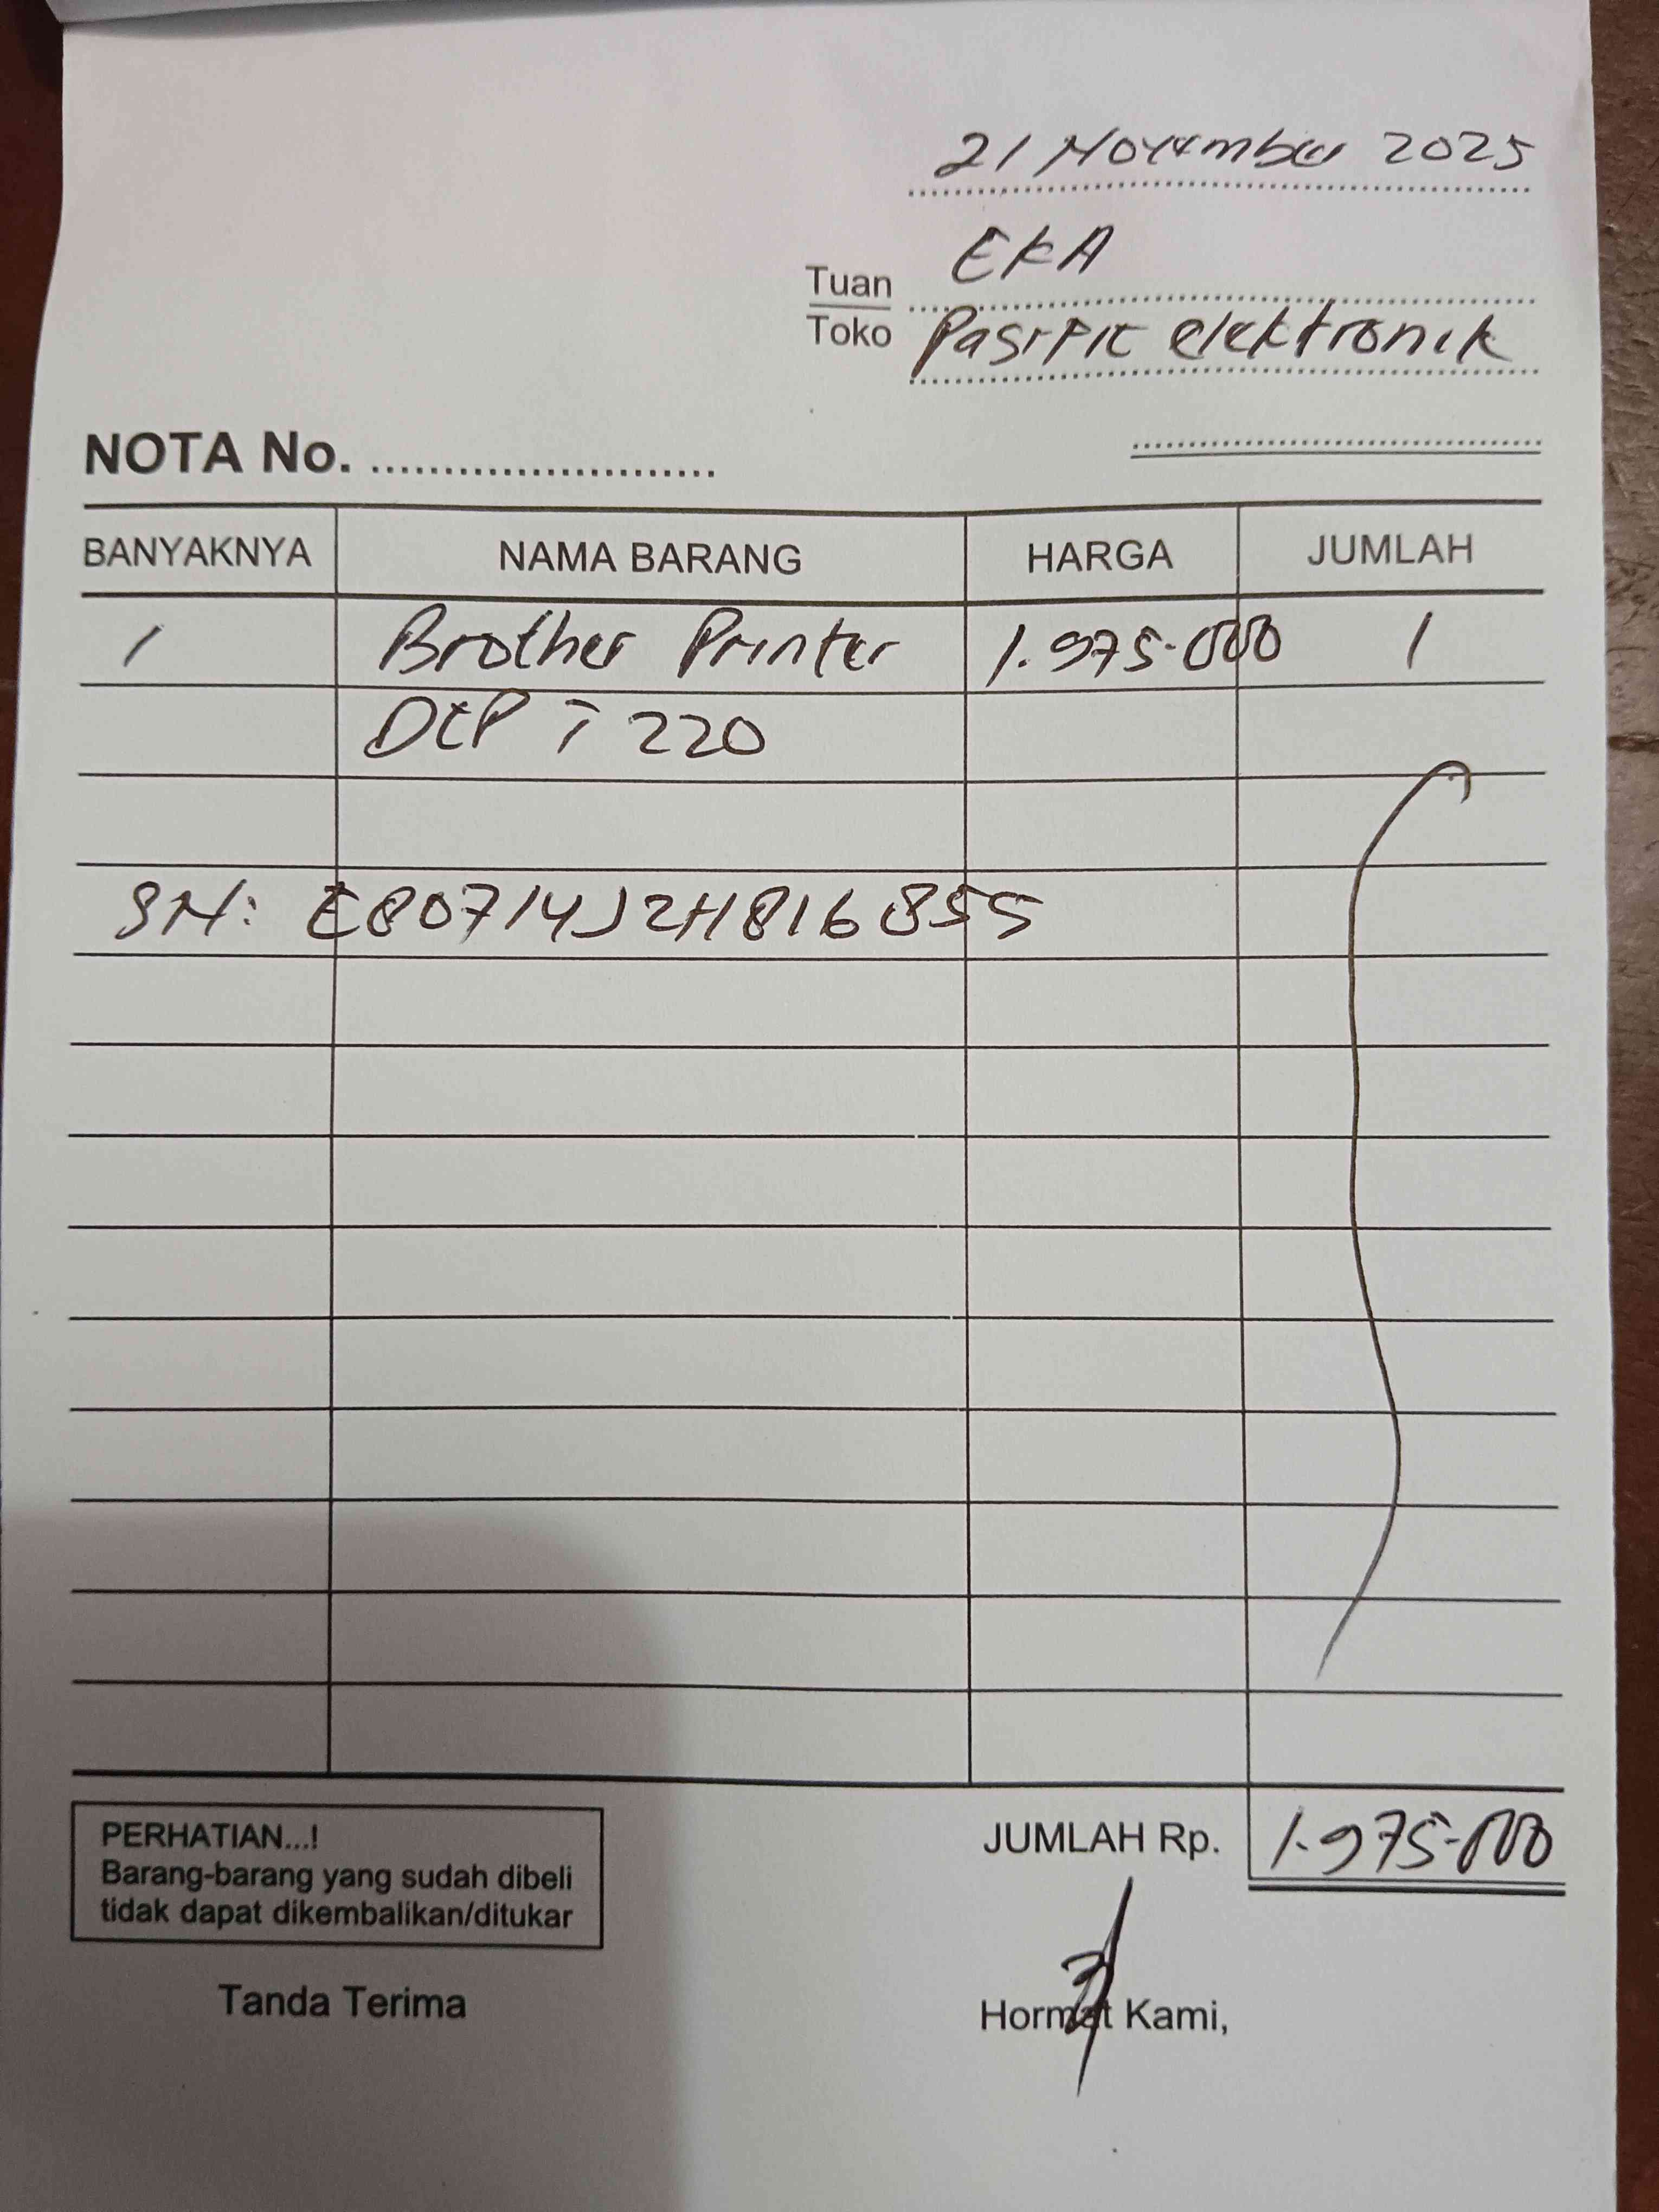 21 November 2025
Tuan EKA
Toko Pasifik elektronik
NOTA No.
BANYAKNYA NAMA BARANG HARGA JUMLAH
1 Brother Printer 1.975.000 1
DCP T 220
SN: E80714J2H816855
PERHATIAN...!
Barang-barang yang sudah dibeli
tidak dapat dikembalikan/ditukar
JUMLAH Rp. 1.975.000
Tanda Terima Hormat Kami,